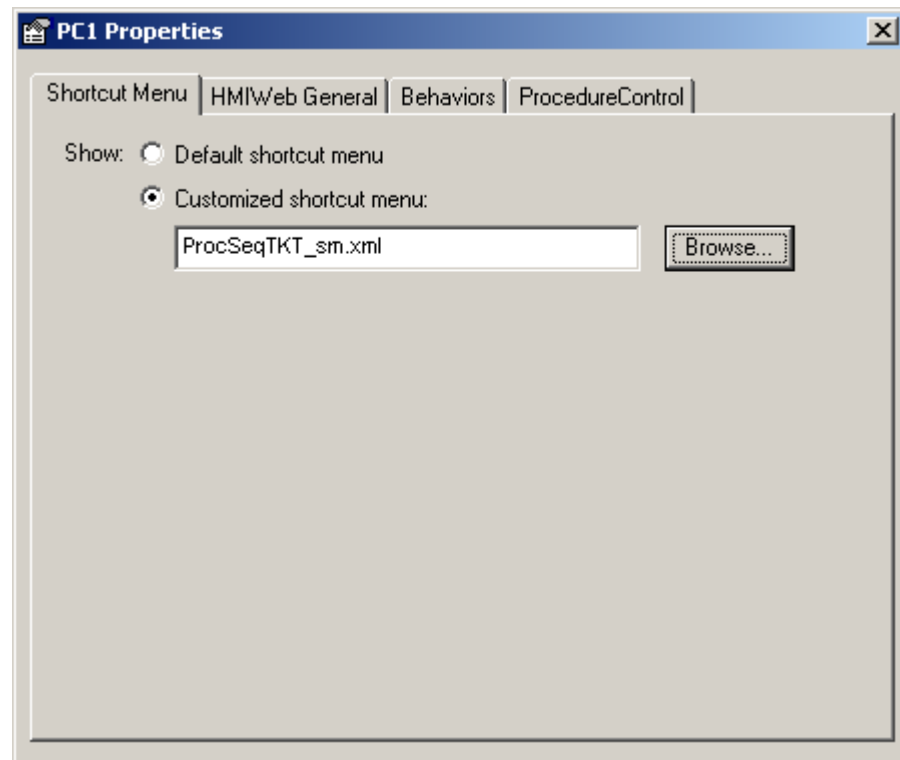 PC1 Properties
Shortcut Menu HMIWeb General Behaviors ProcedureControl
Show: Default shortcut menu
Customized shortcut menu:
ProcSeqTKT_sm.xml Browse...